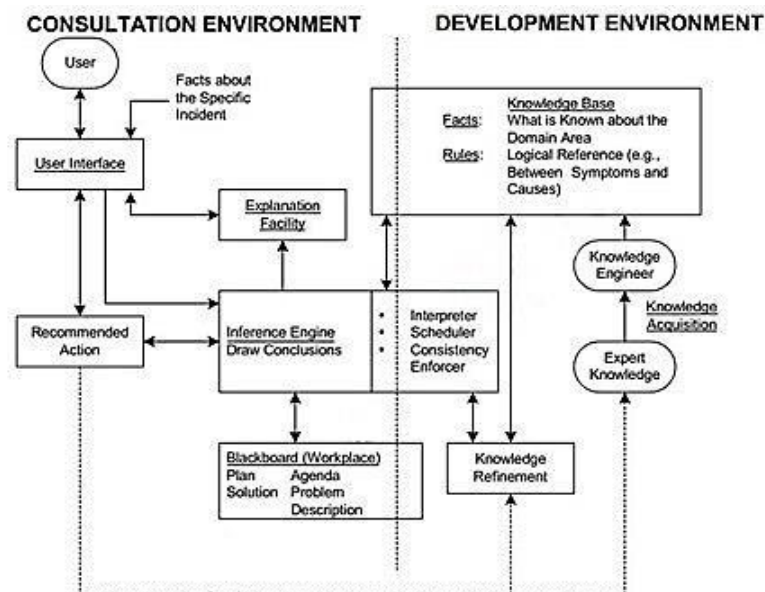 CONSULTATION ENVIRONMENT
DEVELOPMENT ENVIRONMENT
User
Facts about
the Specific
Incident
User Interface
Explanation
Facility
Recommended
Action
Inference Engine
Draw Conclusions
• Interpreter
• Scheduler
• Consistency
Enforcer
Blackboard (Workplace)
Plan Agenda
Solution Problem
Description
Knowledge Base
Facts: What is Known about the
Domain Area
Rules: Logical Reference (e.g.,
Between Symptoms and
Causes)
Knowledge
Engineer
Knowledge
Acquisition
Expert
Knowledge
Knowledge
Refinement